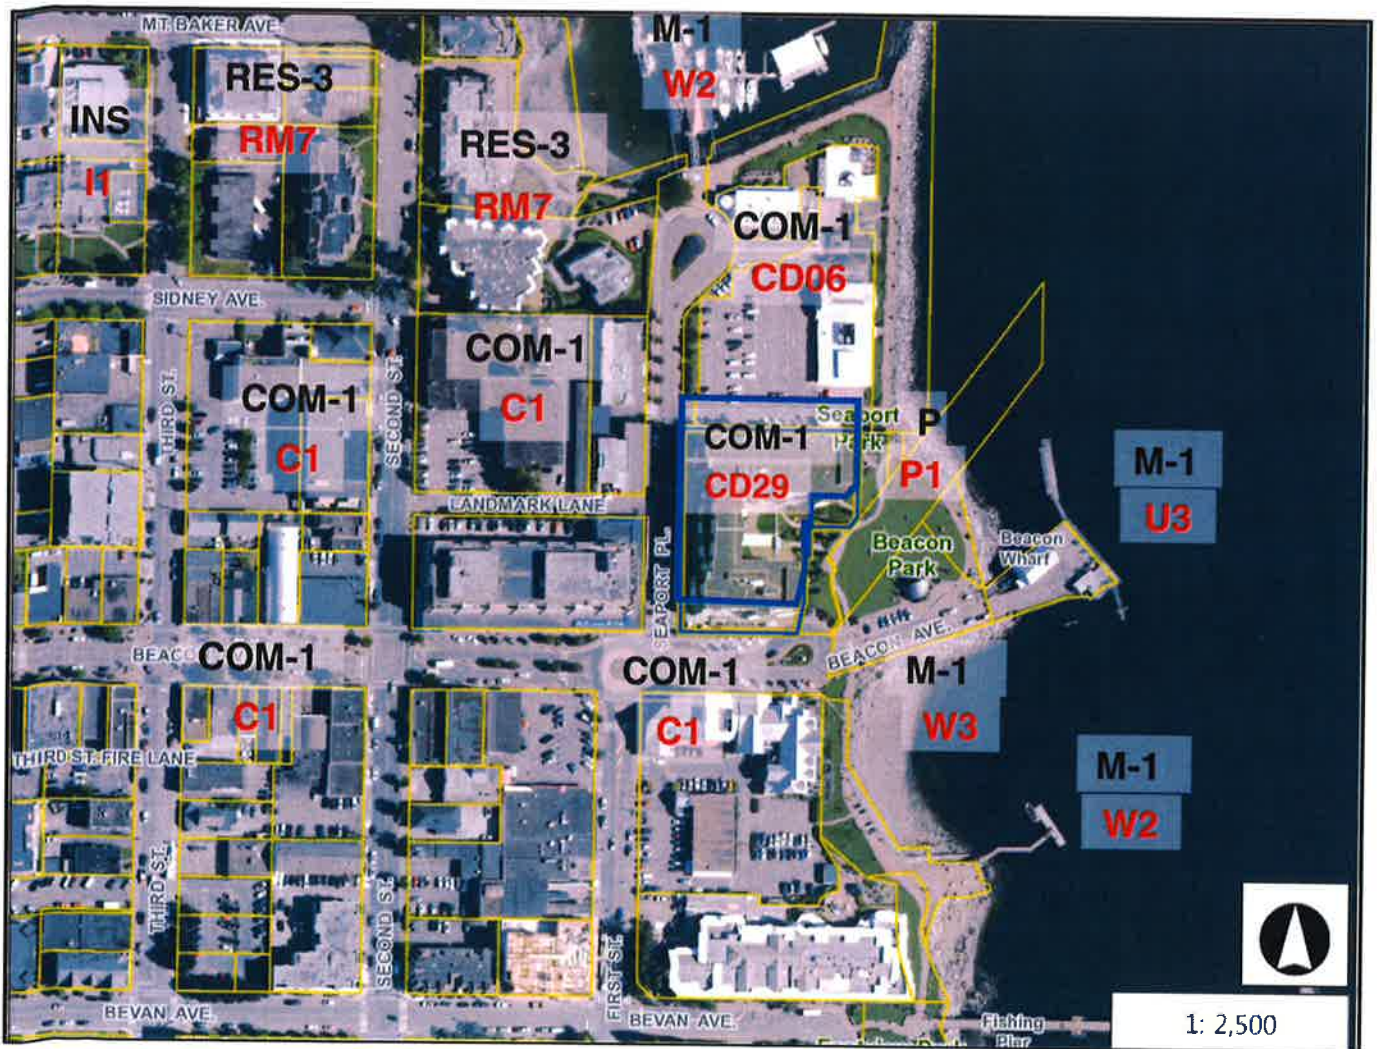 MT. BAKER AVE.
M-1
W2
RES-3
RM7
INS
I1
RES-3
RM7
COM-1
CD06
SIDNEY AVE.
COM-1
C1
COM-1
C1
THIRD ST.
SECOND ST.
Seaport
Park
P
P1
COM-1
CD29
M-1
U3
LANDMARK LANE
SEAPORT PL.
Beacon
Park
Beacon
Wharf
BEACON AVE.
COM-1
COM-1
C1
C1
M-1
W3
THIRD ST. FIRE LANE
M-1
W2
THIRD ST.
SECOND ST.
FIRST ST.
BEVAN AVE.
BEVAN AVE.
Fishing
Pier
1: 2,500